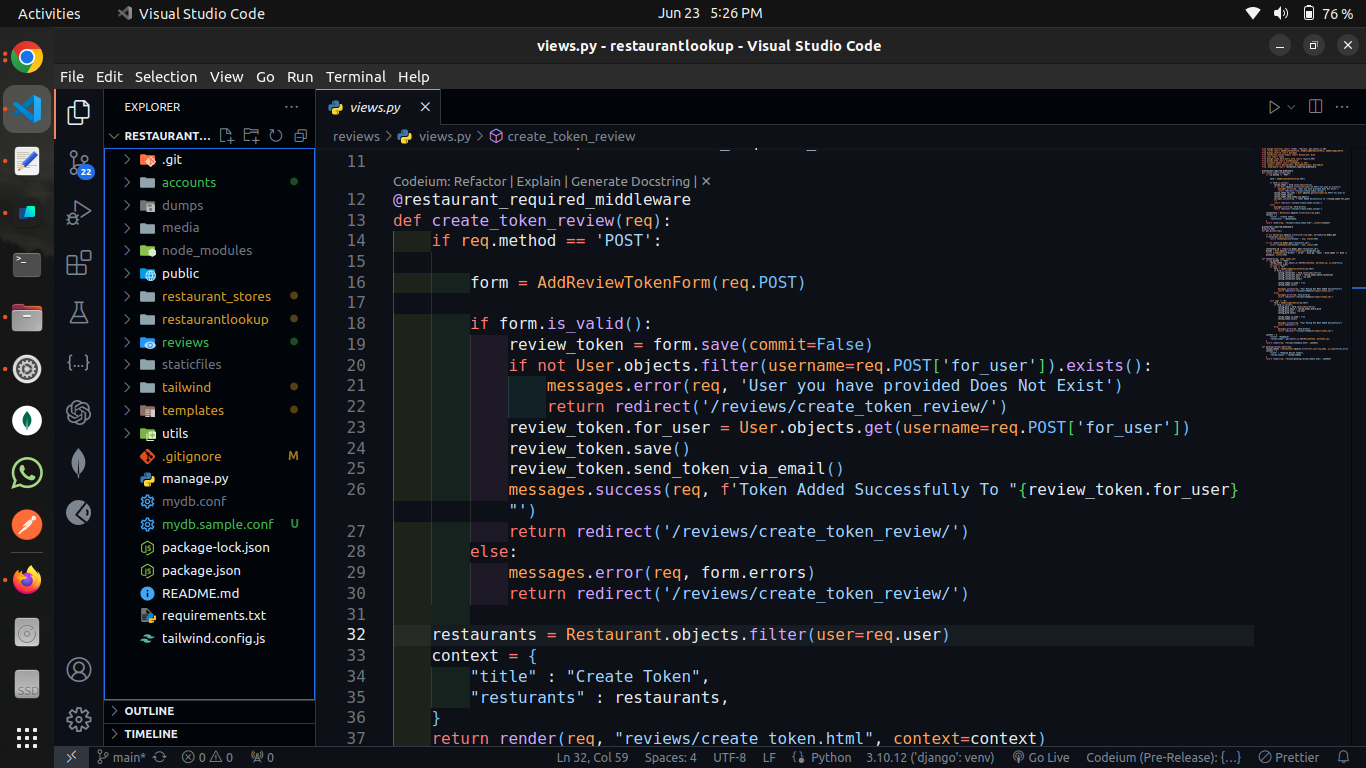 Activities
Visual Studio Code
Jun 23 5:26 PM
76 %
views.py - restaurantlookup - Visual Studio Code
File Edit Selection View Go Run Terminal Help
EXPLORER
RESTAURANT...
.git
accounts
dumps
media
node_modules
public
restaurant_stores
restaurantlookup
reviews
staticfiles
tailwind
templates
utils
.gitignore M
manage.py
mydb.conf
mydb.sample.conf U
package-lock.json
package.json
README.md
requirements.txt
tailwind.config.js
OUTLINE
TIMELINE
22
SSD
views.py
reviews > views.py > create_token_review
11
Codeium: Refactor | Explain | Generate Docstring | ✕
12 @restaurant_required_middleware
13 def create_token_review(req):
14     if req.method == 'POST':
15
16         form = AddReviewTokenForm(req.POST)
17
18         if form.is_valid():
19             review_token = form.save(commit=False)
20             if not User.objects.filter(username=req.POST['for_user']).exists():
21                 messages.error(req, 'User you have provided Does Not Exist')
22                 return redirect('/reviews/create_token_review/')
23             review_token.for_user = User.objects.get(username=req.POST['for_user'])
24             review_token.save()
25             review_token.send_token_via_email()
26             messages.success(req, f'Token Added Successfully To "{review_token.for_user}
"')
27             return redirect('/reviews/create_token_review/')
28         else:
29             messages.error(req, form.errors)
30             return redirect('/reviews/create_token_review/')
31
32     restaurants = Restaurant.objects.filter(user=req.user)
33     context = {
34         "title" : "Create Token",
35         "resturants" : restaurants,
36     }
37     return render(req, "reviews/create_token.html", context=context)
main* 0 0 0 Ln 32, Col 59 Spaces: 4 UTF-8 LF Python 3.10.12 ('django': venv) Go Live Codeium (Pre-Release): {...} Prettier